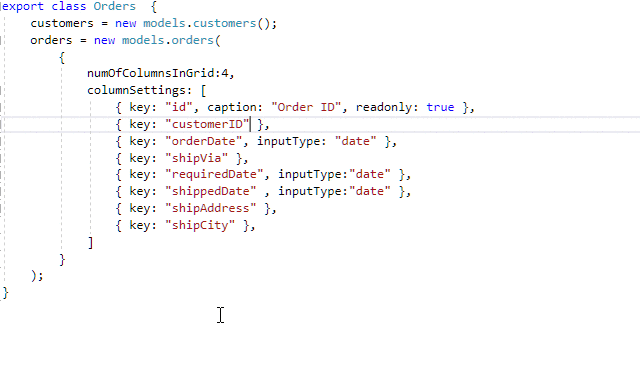 export class Orders  {
    customers = new models.customers();
    orders = new models.orders(
        {
            numOfColumnsInGrid:4,
            columnSettings: [
                { key: "id", caption: "Order ID", readonly: true },
                { key: "customerID" },
                { key: "orderDate", inputType: "date" },
                { key: "shipVia" },
                { key: "requiredDate", inputType:"date" },
                { key: "shippedDate" , inputType:"date" },
                { key: "shipAddress" },
                { key: "shipCity" },
            ]
        }
    );
}